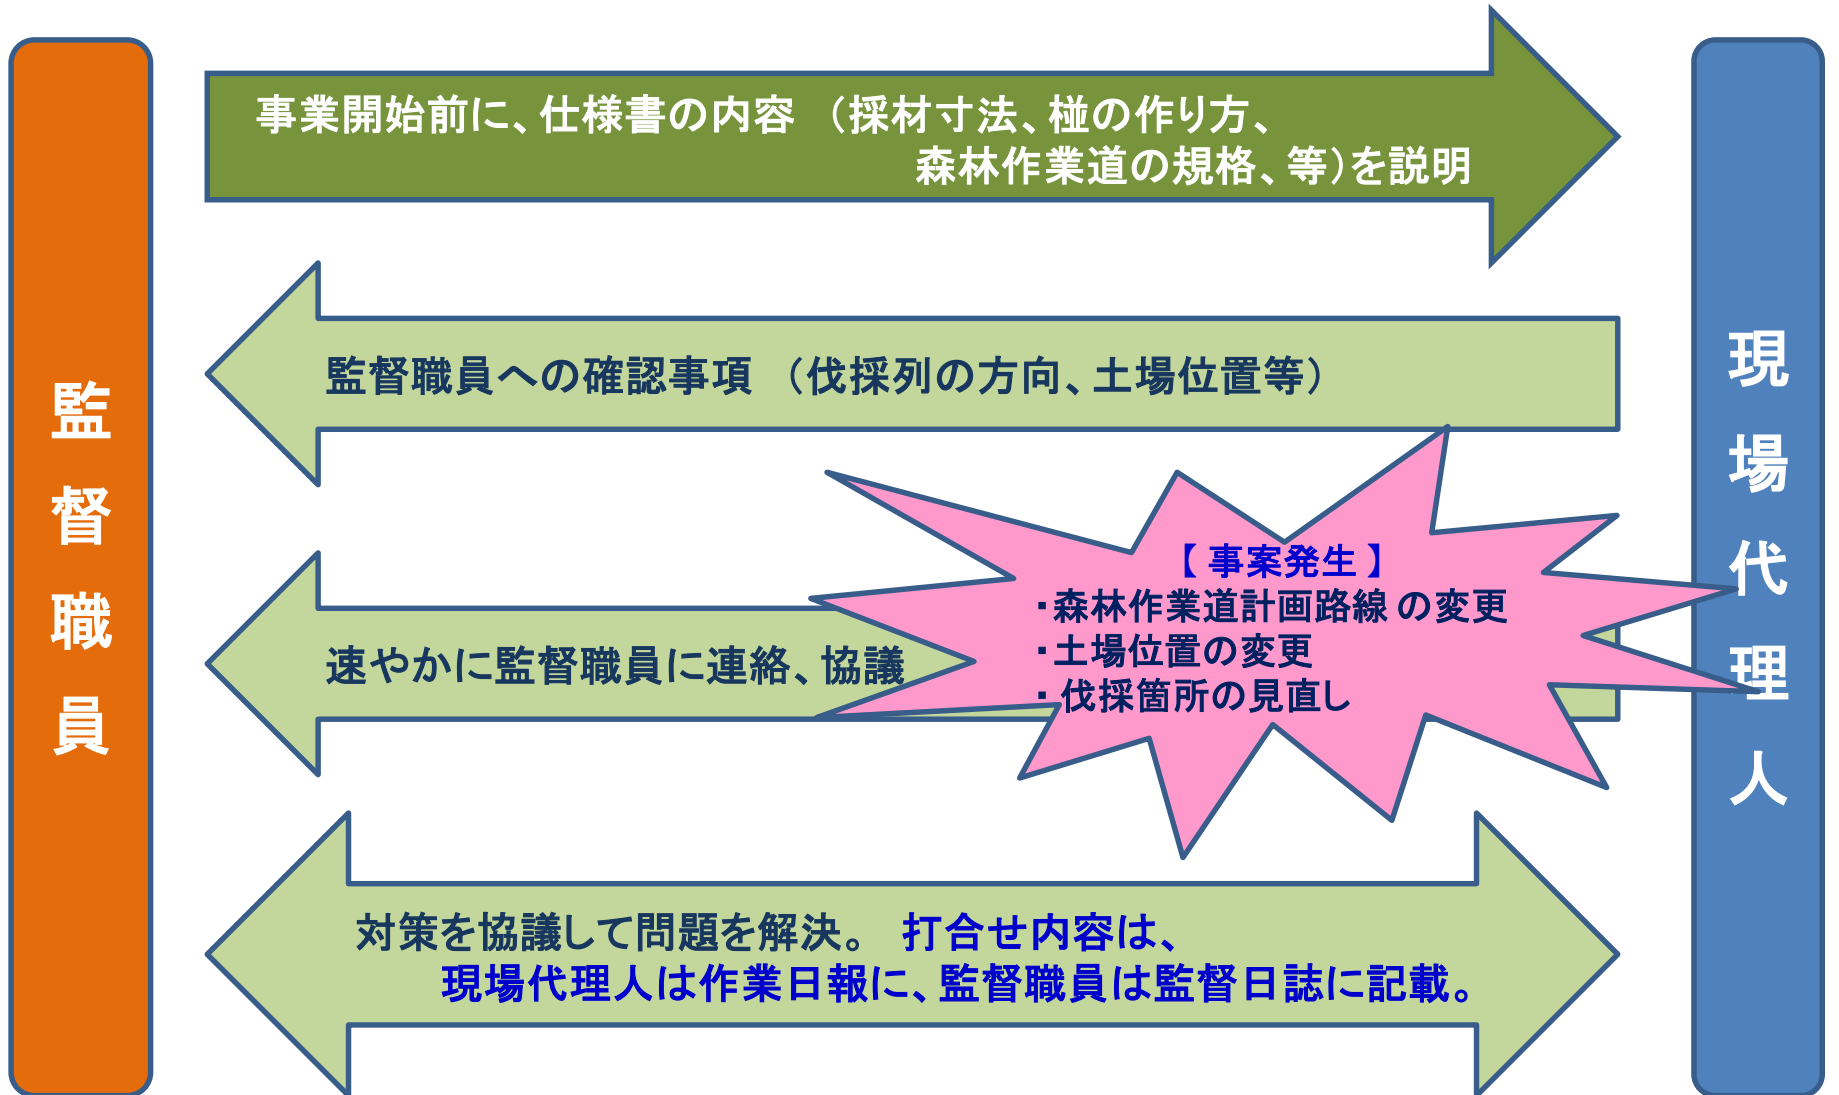 監督職員
事業開始前に、仕様書の内容　（採材寸法、椪の作り方、
森林作業道の規格、等）を説明
監督職員への確認事項　（伐採列の方向、土場位置等）
【 事案発生 】
・森林作業道計画路線 の変更
・土場位置の変更
・伐採箇所の見直し
速やかに監督職員に連絡、協議
対策を協議して問題を解決。　打合せ内容は、
現場代理人は作業日報に、監督職員は監督日誌に記載。
現場代理人